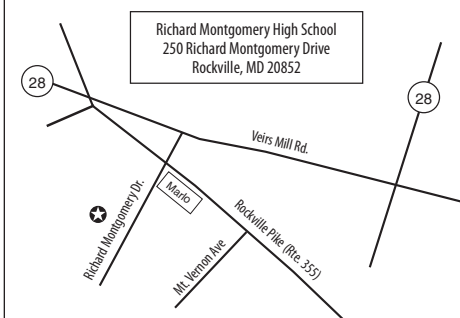 Richard Montgomery High School
250 Richard Montgomery Drive
Rockville, MD 20852
28
28
Veirs Mill Rd.
Marlo
Richard Montgomery Dr.
Rockville Pike (Rte. 355)
Mt. Vernon Ave